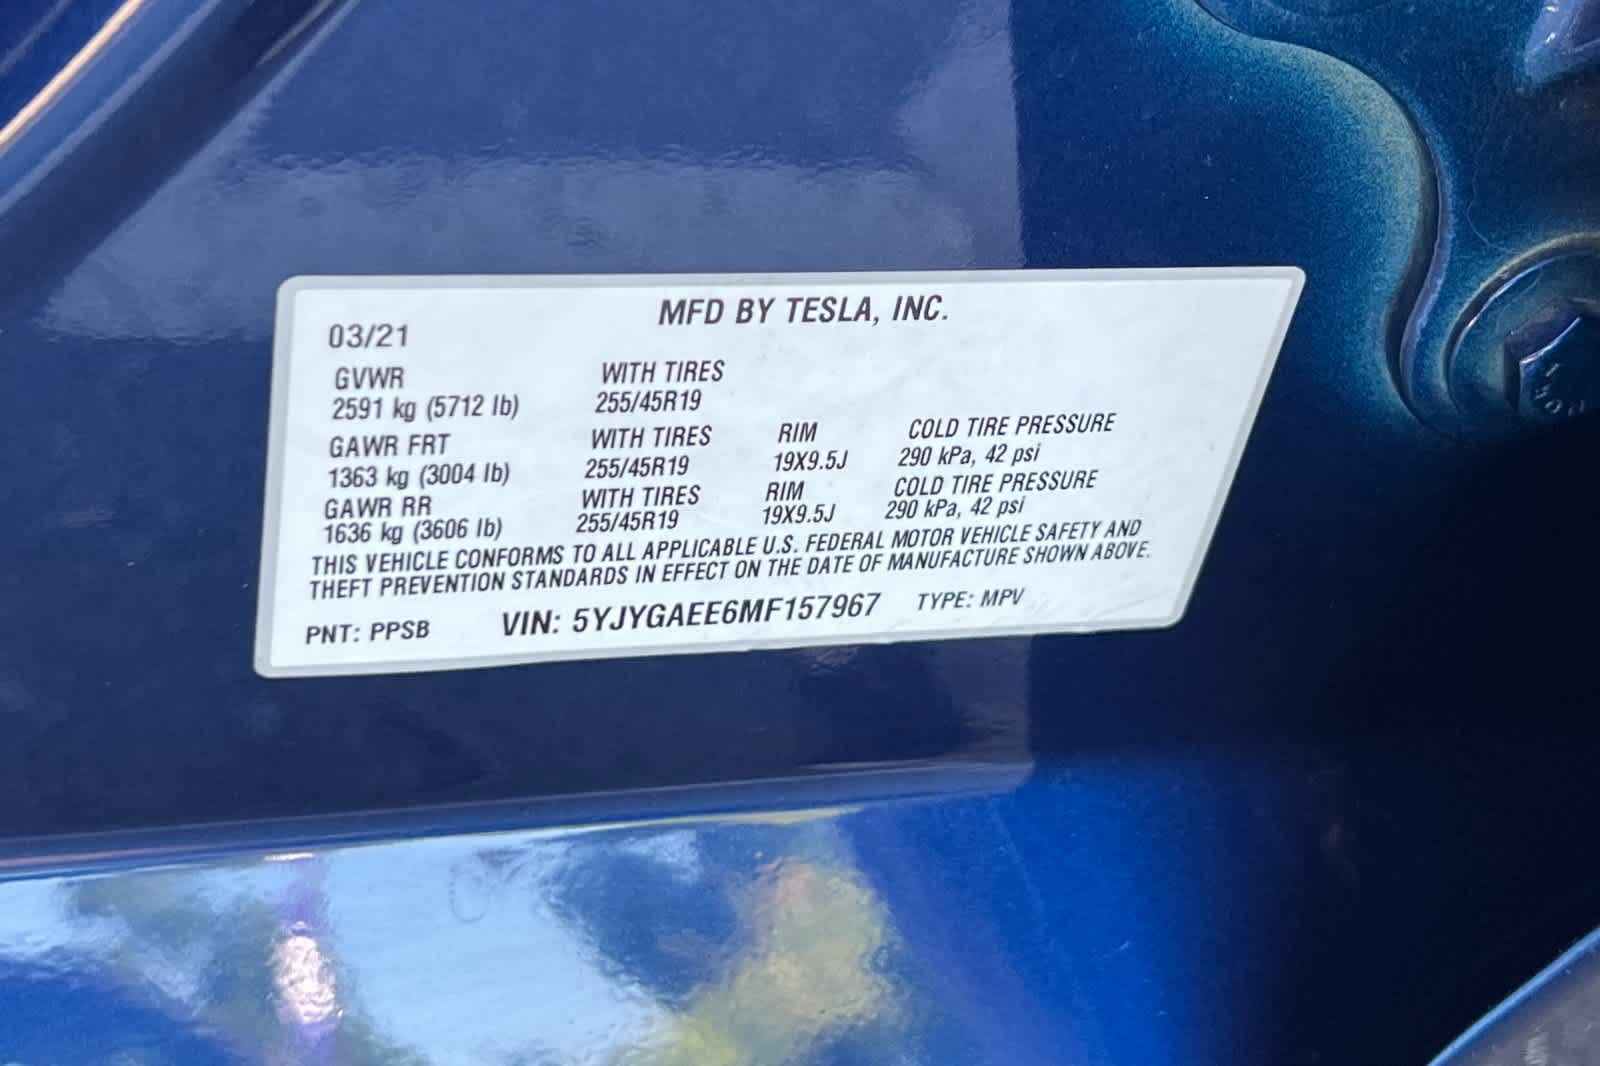 MFD BY TESLA, INC.
03/21
GVWR WITH TIRES
2591 kg (5712 lb) 255/45R19
GAWR FRT WITH TIRES RIM COLD TIRE PRESSURE
1363 kg (3004 lb) 255/45R19 19X9.5J 290 kPa, 42 psi
GAWR RR WITH TIRES RIM COLD TIRE PRESSURE
1636 kg (3606 lb) 255/45R19 19X9.5J 290 kPa, 42 psi
THIS VEHICLE CONFORMS TO ALL APPLICABLE U.S. FEDERAL MOTOR VEHICLE SAFETY AND
THEFT PREVENTION STANDARDS IN EFFECT ON THE DATE OF MANUFACTURE SHOWN ABOVE.
PNT: PPSB VIN: 5YJYGAEE6MF157967 TYPE: MPV